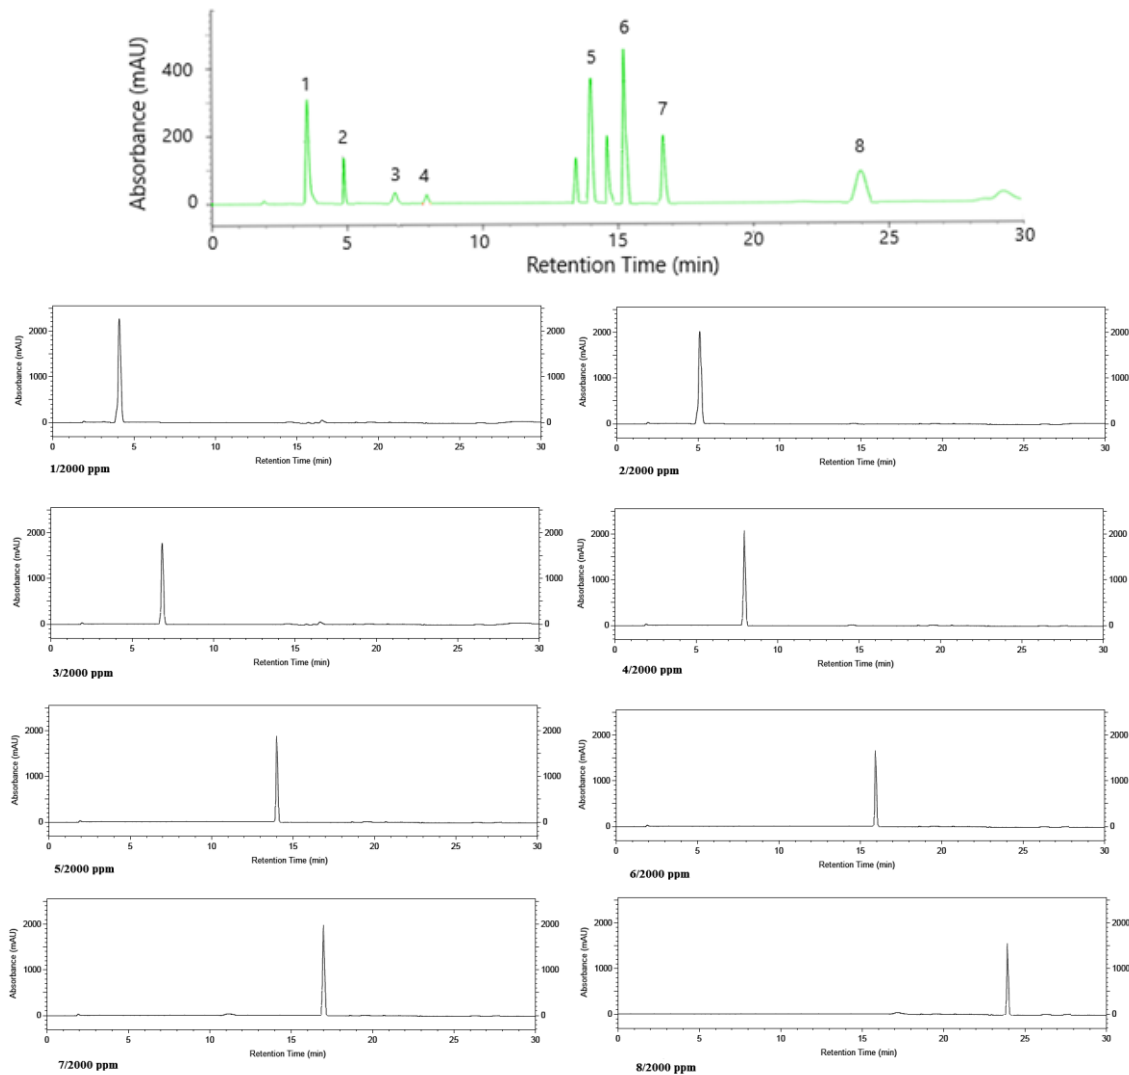 Absorbance (mAU)
400
200
0
1
2
3
4
5
6
7
8
0 5 10 15 20 25 30
Retention Time (min)
Absorbance (mAU)
2000 2000
1000 1000
0 0
0 5 10 15 20 25 30
Retention Time (min)
1/2000 ppm
Absorbance (mAU)
2000 2000
1000 1000
0 0
0 5 10 15 20 25 30
Retention Time (min)
2/2000 ppm
Absorbance (mAU)
2000 2000
1000 1000
0 0
0 5 10 15 20 25 30
Retention Time (min)
3/2000 ppm
Absorbance (mAU)
2000 2000
1000 1000
0 0
0 5 10 15 20 25 30
Retention Time (min)
4/2000 ppm
Absorbance (mAU)
2000 2000
1000 1000
0 0
0 5 10 15 20 25 30
Retention Time (min)
5/2000 ppm
Absorbance (mAU)
2000 2000
1000 1000
0 0
0 5 10 15 20 25 30
Retention Time (min)
6/2000 ppm
Absorbance (mAU)
2000 2000
1000 1000
0 0
0 5 10 15 20 25 30
Retention Time (min)
7/2000 ppm
Absorbance (mAU)
2000 2000
1000 1000
0 0
0 5 10 15 20 25 30
Retention Time (min)
8/2000 ppm